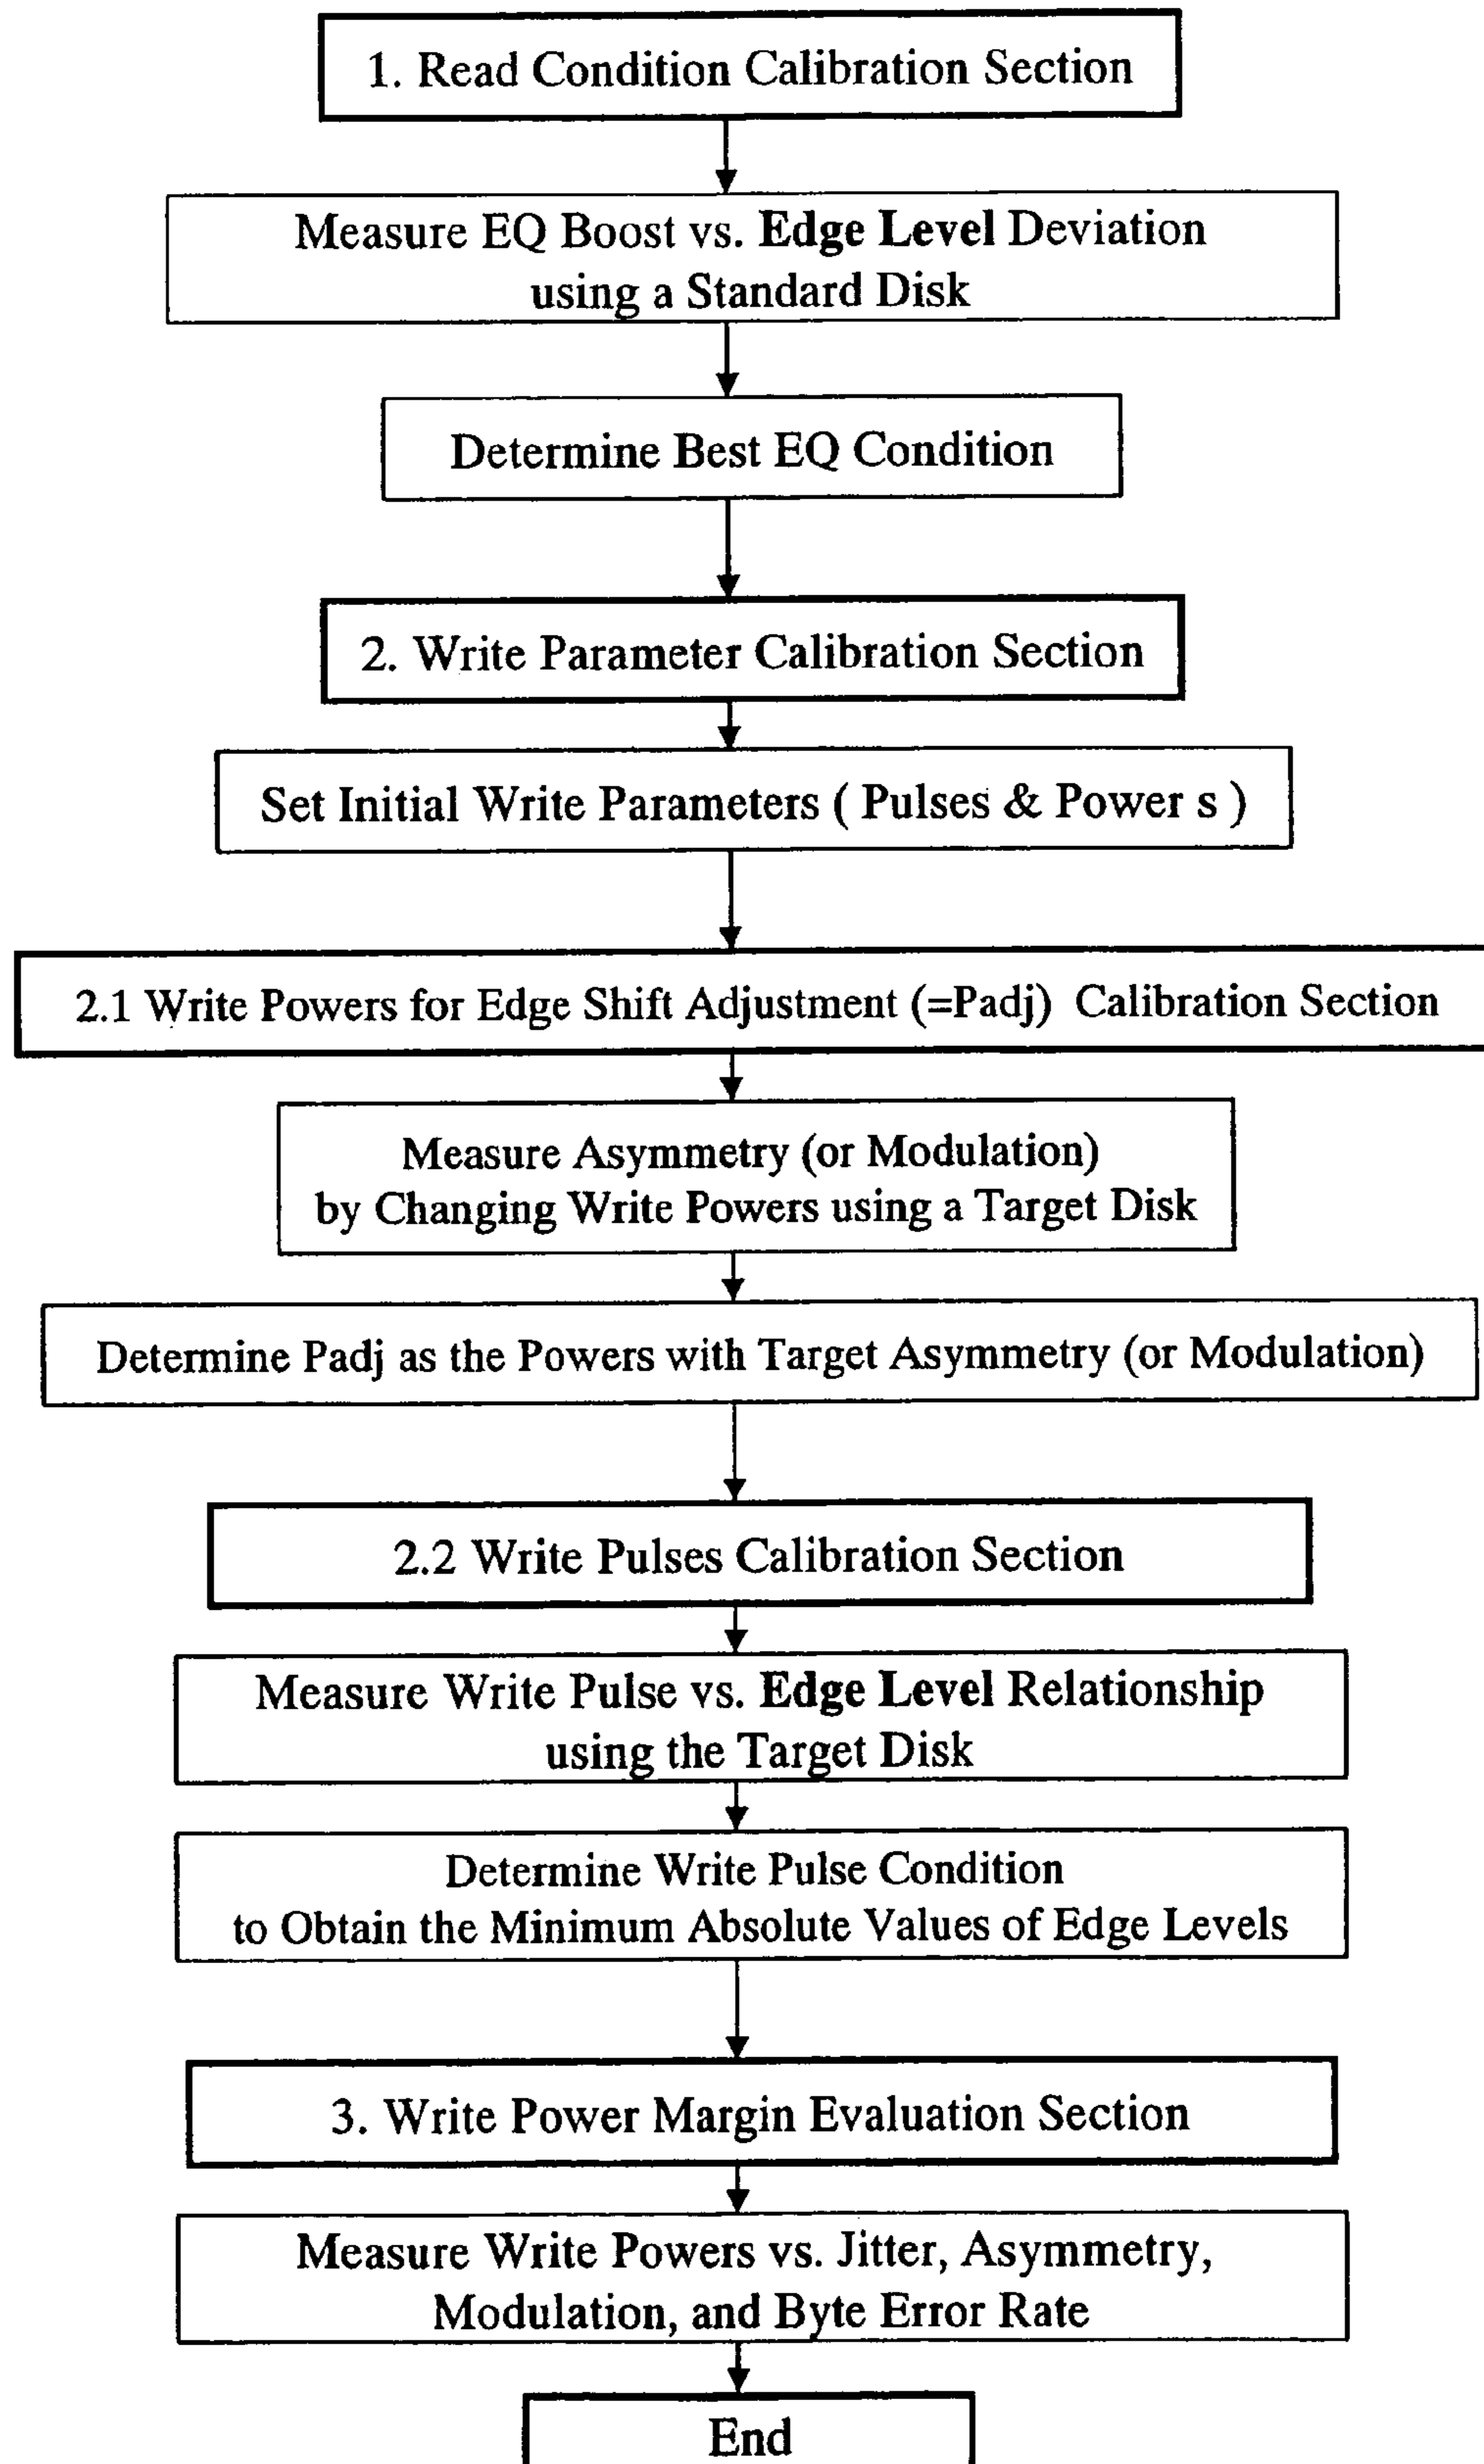 1. Read Condition Calibration Section
Measure EQ Boost vs. Edge Level Deviation
using a Standard Disk
Determine Best EQ Condition
2. Write Parameter Calibration Section
Set Initial Write Parameters ( Pulses & Power s )
2.1 Write Powers for Edge Shift Adjustment (=Padj) Calibration Section
Measure Asymmetry (or Modulation)
by Changing Write Powers using a Target Disk
Determine Padj as the Powers with Target Asymmetry (or Modulation)
2.2 Write Pulses Calibration Section
Measure Write Pulse vs. Edge Level Relationship
using the Target Disk
Determine Write Pulse Condition
to Obtain the Minimum Absolute Values of Edge Levels
3. Write Power Margin Evaluation Section
Measure Write Powers vs. Jitter, Asymmetry,
Modulation, and Byte Error Rate
End